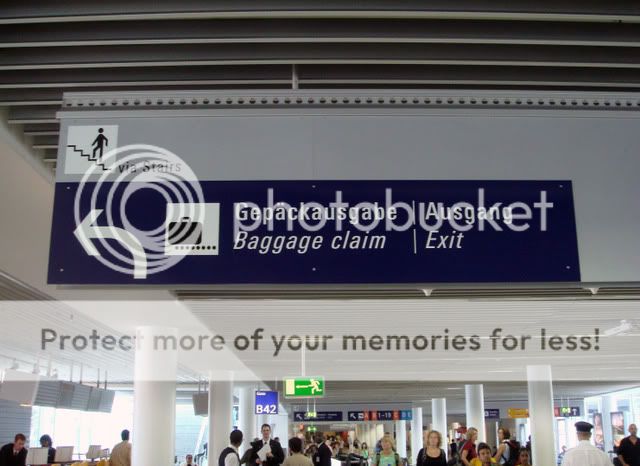 via Stairs
Gepäckausgabe | Ausgang
Baggage claim | Exit
photobucket
Protect more of your memories for less!
B42